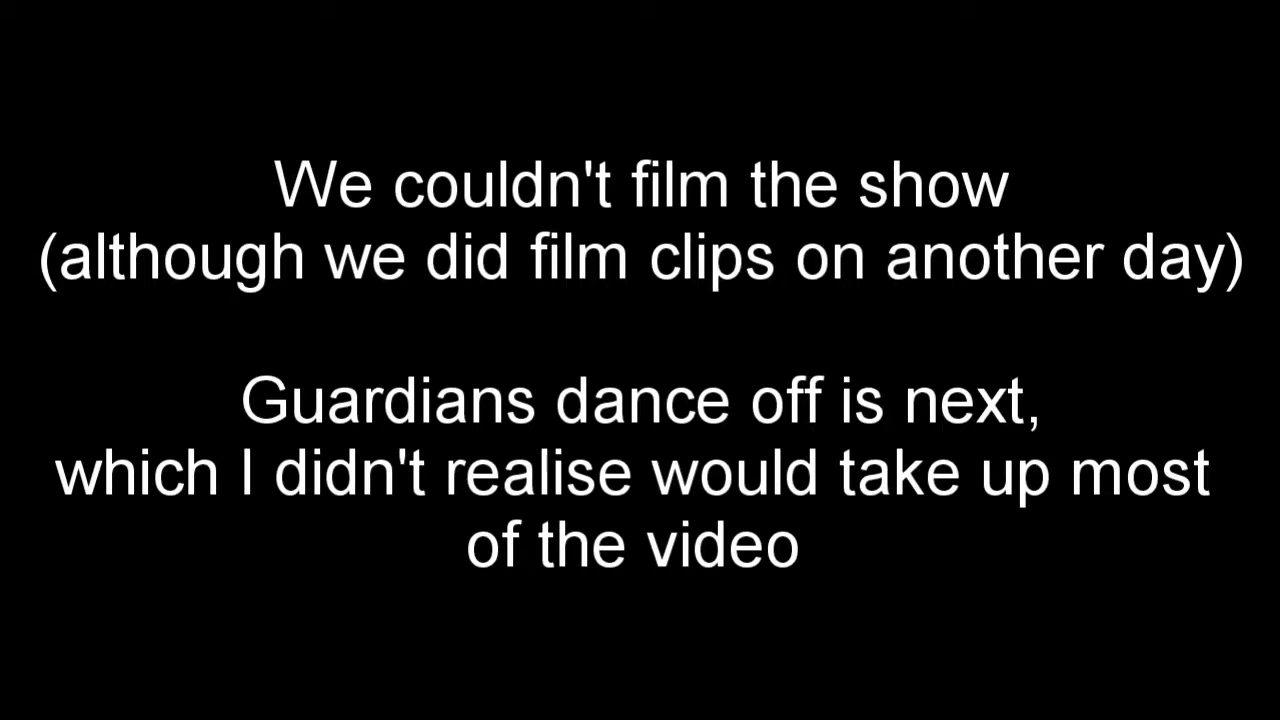 We couldn't film the show
(although we did film clips on another day)
Guardians dance off is next,
which I didn't realise would take up most
of the video